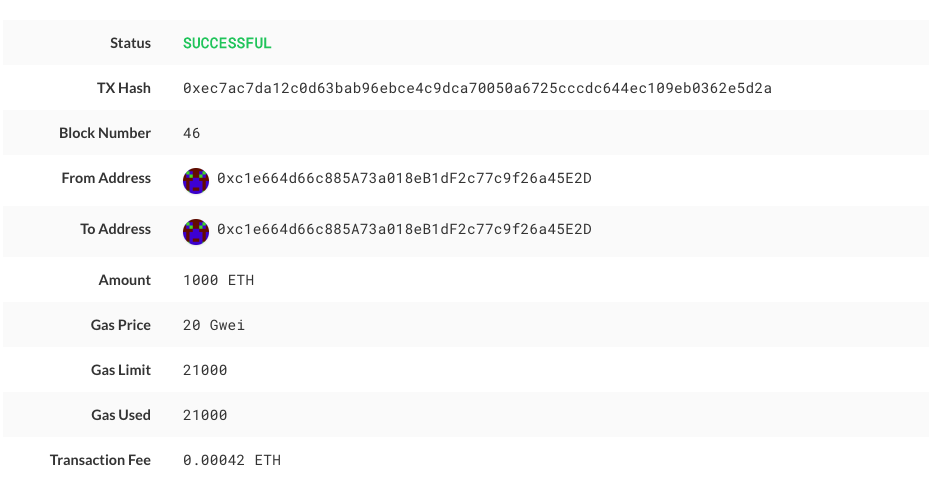 Status SUCCESSFUL
TX Hash 0xec7ac7da12c0d63bab96ebce4c9dca70050a6725cccdc644ec109eb0362e5d2a
Block Number 46
From Address 0xc1e664d66c885A73a018eB1dF2c77c9f26a45E2D
To Address 0xc1e664d66c885A73a018eB1dF2c77c9f26a45E2D
Amount 1000 ETH
Gas Price 20 Gwei
Gas Limit 21000
Gas Used 21000
Transaction Fee 0.00042 ETH